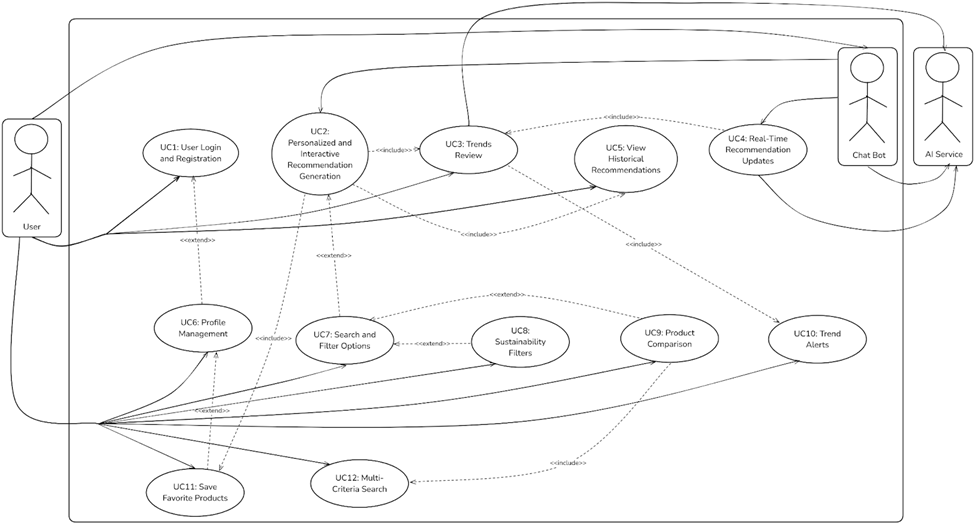 UC1: User Login
and Registration
UC2:
Personalized and
Interactive
Recommendation
Generation
<<include>>
UC3: Trends
Review
<<include>>
UC5: View
Historical
Recommendations
UC4: Real-Time
Recommendation
Updates
Chat Bot
AI Service
User
<<extend>>
<<extend>>
<<include>>
<<include>>
<<extend>>
UC6: Profile
Management
<<include>>
UC7: Search and
Filter Options
<<extend>>
UC8:
Sustainability
Filters
UC9: Product
Comparison
UC10: Trend
Alerts
<<extend>>
<<include>>
UC11: Save
Favorite Products
UC12: Multi-
Criteria Search